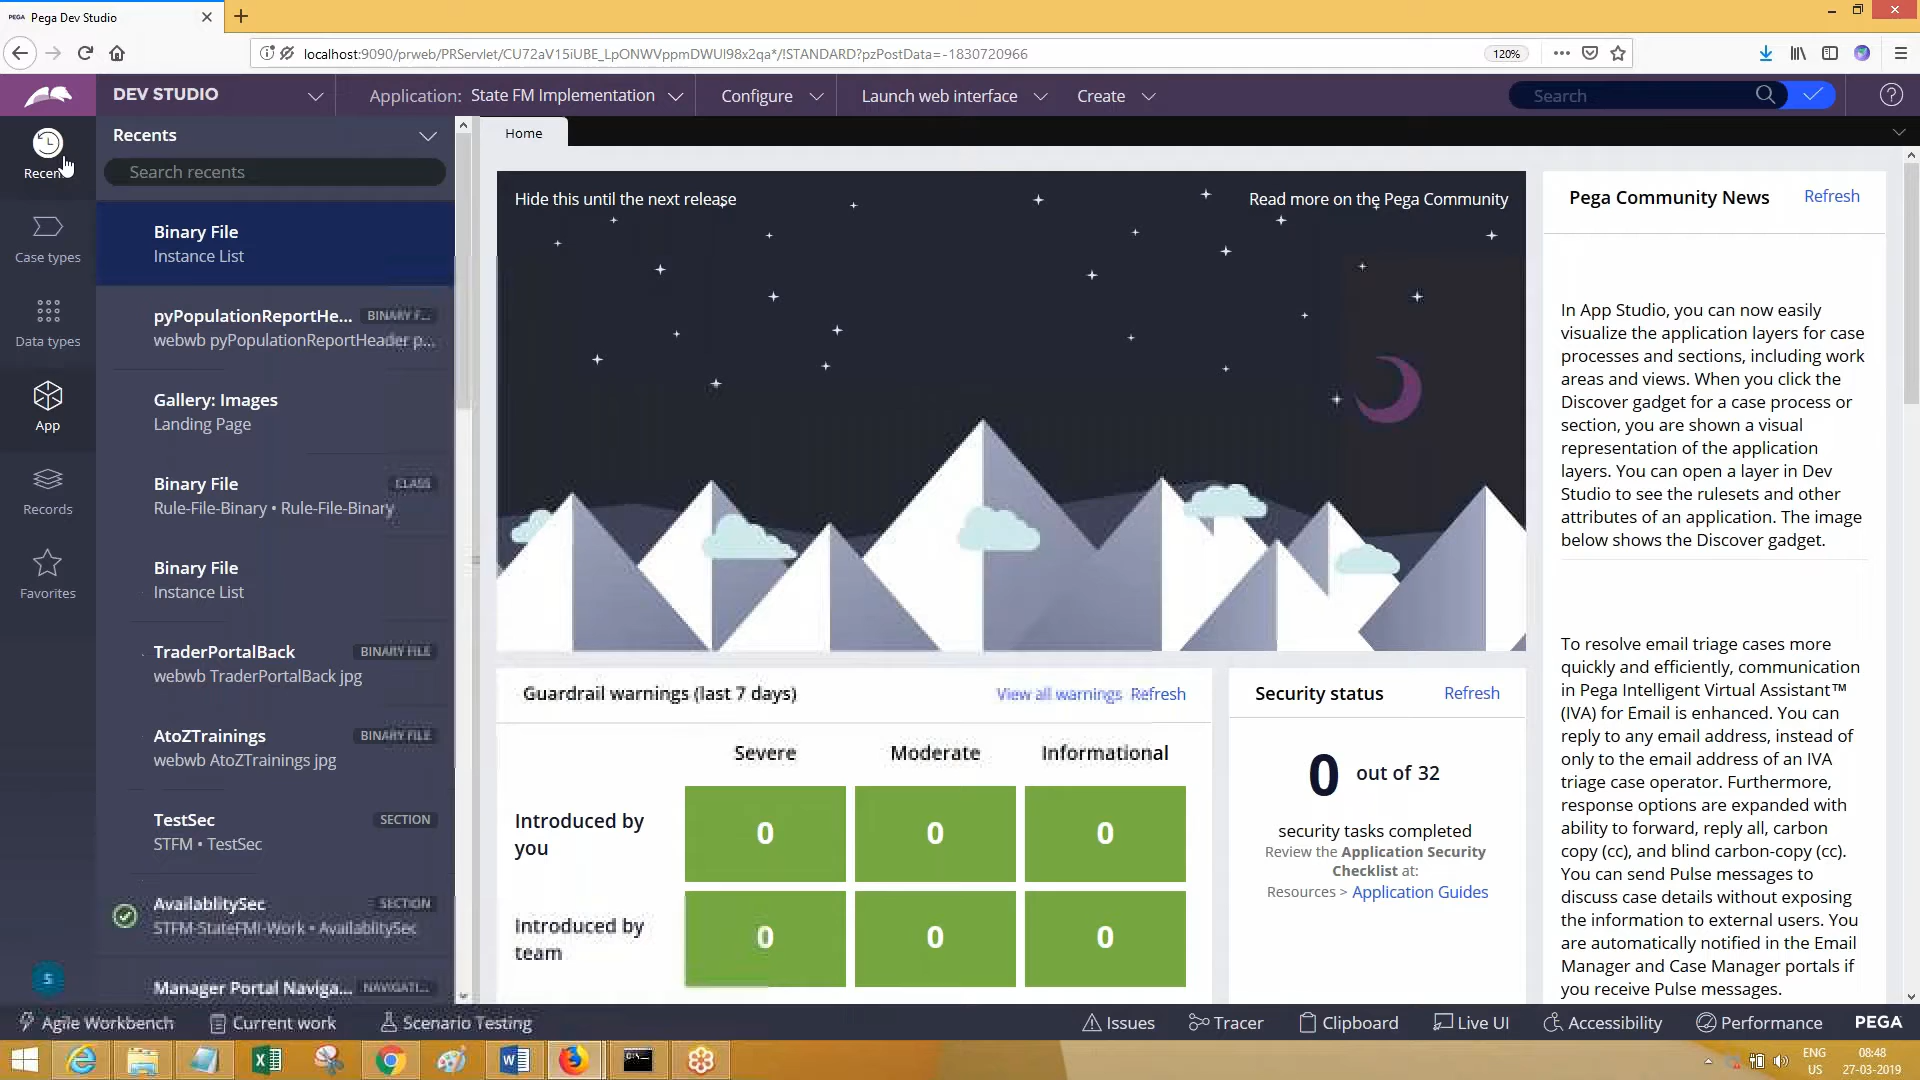 PEGA Pega Dev Studio
localhost:9090/prweb/PRServlet/CU72aV15iUBE_LpONWVppmDWUl98x2qa*/!STANDARD?pzPostData=-1830720966
120%
DEV STUDIO
Application: State FM Implementation
Configure
Launch web interface
Create
Search
Recents
Search recents
Home
Recen
Case types
Data types
App
Records
Favorites
S
Binary File
Instance List
pyPopulationReportHe... BINARY F...
webwb pyPopulationReportHeader p...
Gallery: Images
Landing Page
Binary File CLASS
Rule-File-Binary • Rule-File-Binary
Binary File
Instance List
TraderPortalBack BINARY FILE
webwb TraderPortalBack jpg
AtoZTrainings BINARY FILE
webwb AtoZTrainings jpg
TestSec SECTION
STFM • TestSec
AvailablitySec SECTION
STFM-StateFMI-Work • AvailablitySec
Manager Portal Naviga... NAVIGATI...
Hide this until the next release
Read more on the Pega Community
Guardrail warnings (last 7 days)
View all warnings Refresh
Severe Moderate Informational
Introduced by
you
0 0 0
Introduced by
team
0 0 0
Security status Refresh
0 out of 32
security tasks completed
Review the Application Security
Checklist at:
Resources > Application Guides
Pega Community News Refresh
In App Studio, you can now easily
visualize the application layers for case
processes and sections, including work
areas and views. When you click the
Discover gadget for a case process or
section, you are shown a visual
representation of the application
layers. You can open a layer in Dev
Studio to see the rulesets and other
attributes of an application. The image
below shows the Discover gadget.
To resolve email triage cases more
quickly and efficiently, communication
in Pega Intelligent Virtual Assistant™
(IVA) for Email is enhanced. You can
reply to any email address, instead of
only to the email address of an IVA
triage case operator. Furthermore,
response options are expanded with
ability to forward, reply all, carbon
copy (cc), and blind carbon-copy (cc).
You can send Pulse messages to
discuss case details without exposing
the information to external users. You
are automatically notified in the Email
Manager and Case Manager portals if
you receive Pulse messages.
Agile Workbench
Current work
Scenario Testing
Issues
Tracer
Clipboard
Live UI
Accessibility
Performance
PEGA
ENG
US
08:48
27-03-2019